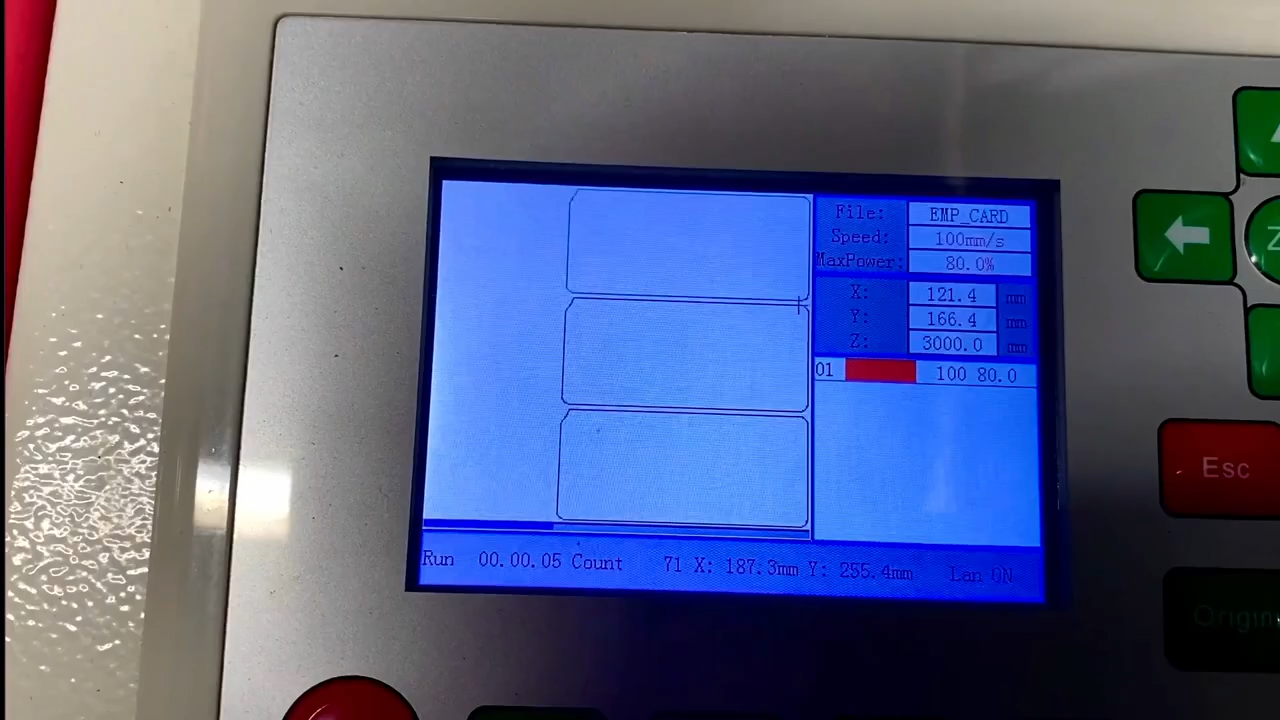 File: EMP_CARD
Speed: 100mm/s
MaxPower: 80.0%
X: 121.4 mm
Y: 166.4 mm
Z: 3000.0 mm
01 100 80.0
Run 00.00.05 Count 71 X: 187.3mm Y: 255.4mm Lan ON
Z
Esc
Origin